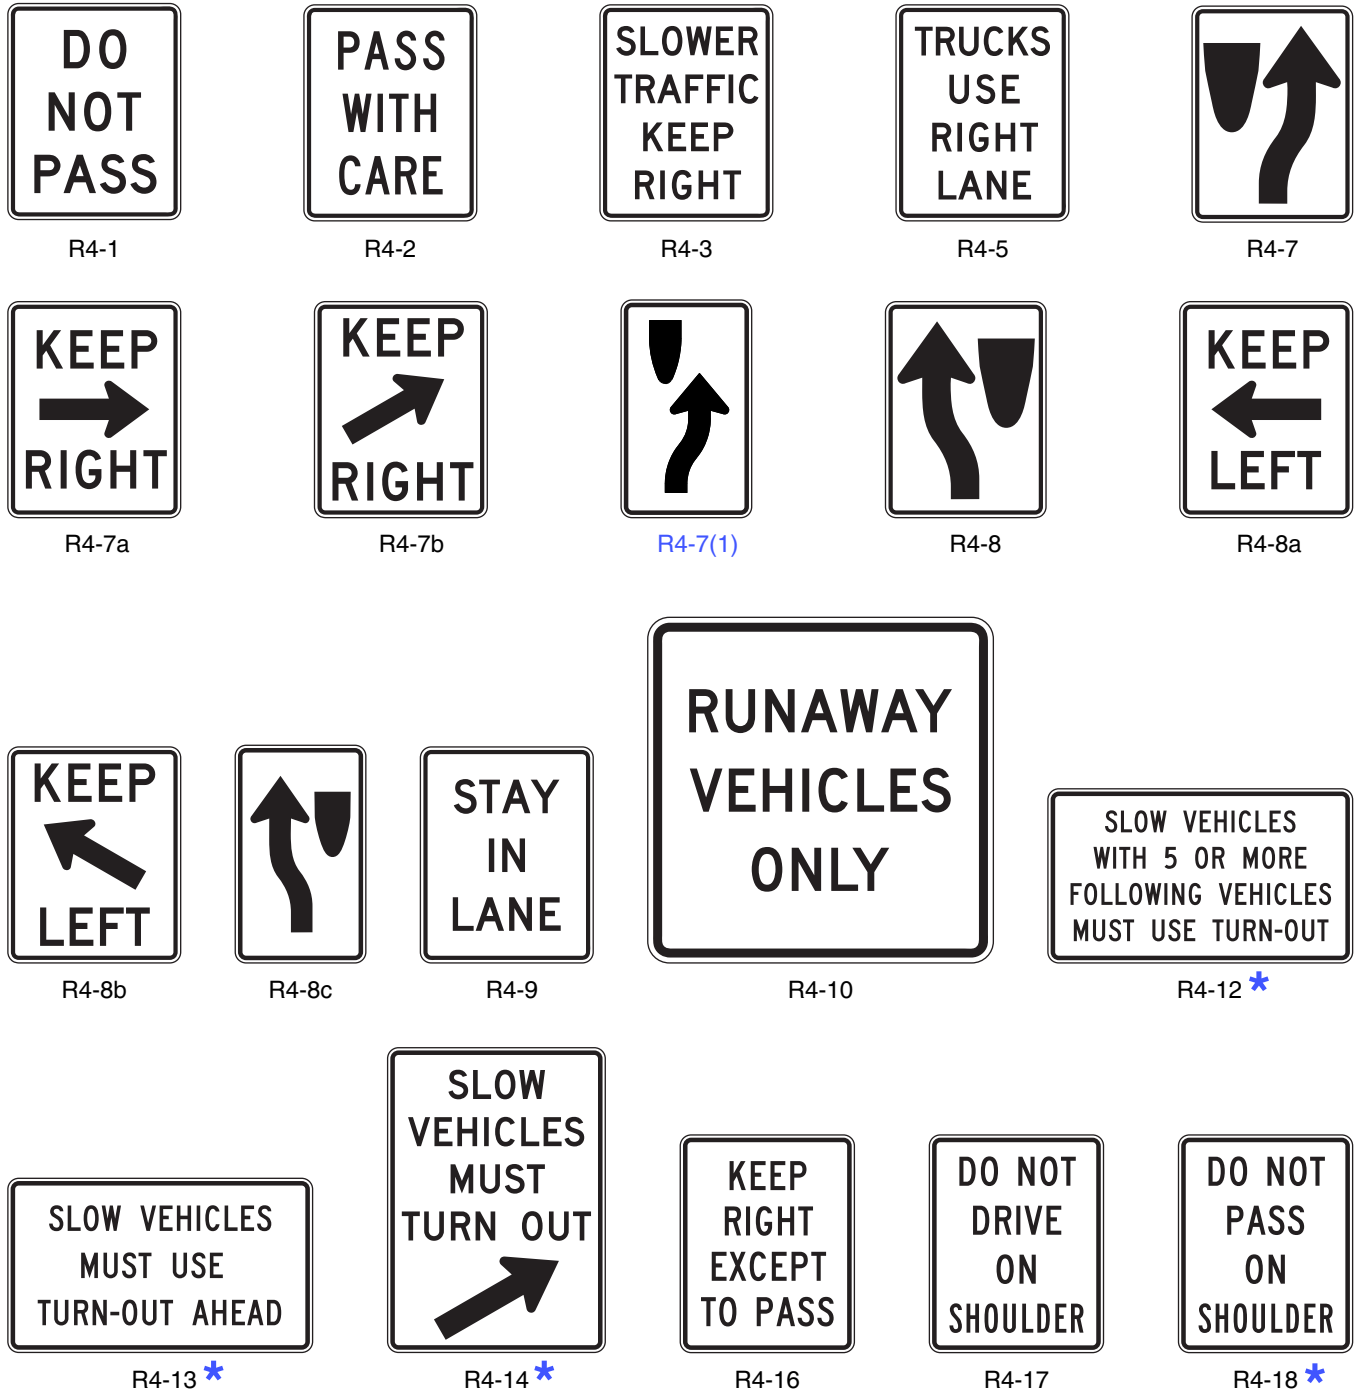 DO
NOT
PASS
R4-1
PASS
WITH
CARE
R4-2
SLOWER
TRAFFIC
KEEP
RIGHT
R4-3
TRUCKS
USE
RIGHT
LANE
R4-5
R4-7
KEEP
RIGHT
R4-7a
KEEP
RIGHT
R4-7b
R4-7(1)
R4-8
KEEP
LEFT
R4-8a
KEEP
LEFT
R4-8b
R4-8c
STAY
IN
LANE
R4-9
RUNAWAY
VEHICLES
ONLY
R4-10
SLOW VEHICLES
WITH 5 OR MORE
FOLLOWING VEHICLES
MUST USE TURN-OUT
R4-12 *
SLOW VEHICLES
MUST USE
TURN-OUT AHEAD
R4-13 *
SLOW
VEHICLES
MUST
TURN OUT
R4-14 *
KEEP
RIGHT
EXCEPT
TO PASS
R4-16
DO NOT
DRIVE
ON
SHOULDER
R4-17
DO NOT
PASS
ON
SHOULDER
R4-18 *